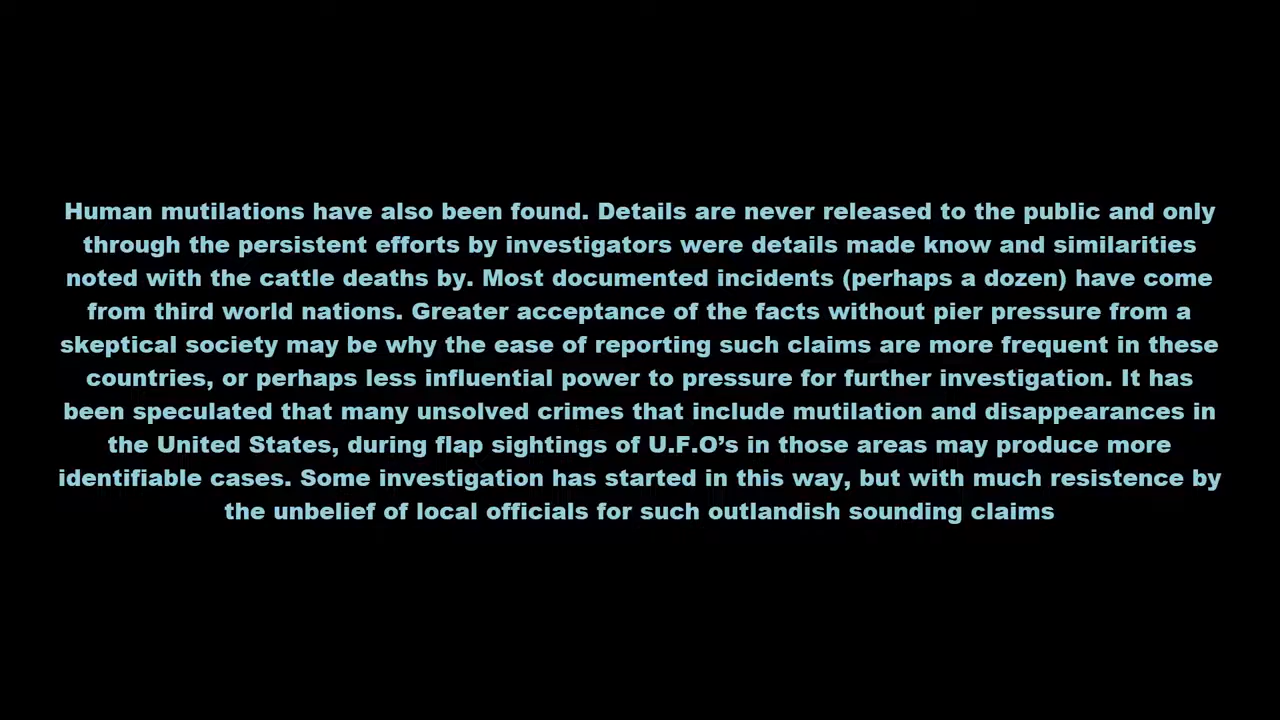 Human mutilations have also been found. Details are never released to the public and only
through the persistent efforts by investigators were details made know and similarities
noted with the cattle deaths by. Most documented incidents (perhaps a dozen) have come
from third world nations. Greater acceptance of the facts without pier pressure from a
skeptical society may be why the ease of reporting such claims are more frequent in these
countries, or perhaps less influential power to pressure for further investigation. It has
been speculated that many unsolved crimes that include mutilation and disappearances in
the United States, during flap sightings of U.F.O’s in those areas may produce more
identifiable cases. Some investigation has started in this way, but with much resistence by
the unbelief of local officials for such outlandish sounding claims